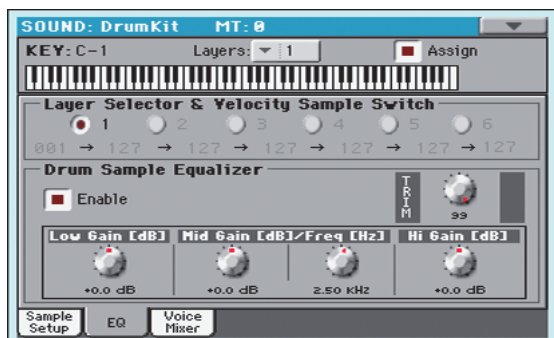 SOUND: DrumKit MT: 0
KEY: C-1 Layers: 1 Assign
Layer Selector & Velocity Sample Switch
1 2 3 4 5 6
001 → 127 → 127 → 127 → 127 → 127 → 127
Drum Sample Equalizer
Enable
TRIM
99
Low Gain [dB] Mid Gain [dB]/Freq [Hz] Hi Gain [dB]
+0.0 dB +0.0 dB 2.50 KHz +0.0 dB
Sample Setup EQ Voice Mixer